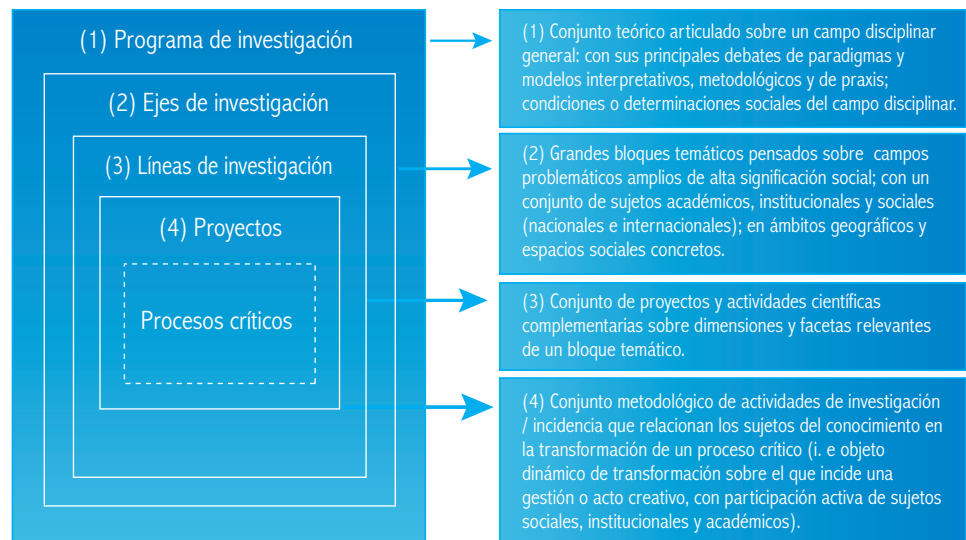 (1) Programa de investigación
(2) Ejes de investigación
(3) Líneas de investigación
(4) Proyectos
Procesos críticos
(1) Conjunto teórico articulado sobre un campo disciplinar
general: con sus principales debates de paradigmas y
modelos interpretativos, metodológicos y de praxis;
condiciones o determinaciones sociales del campo disciplinar.
(2) Grandes bloques temáticos pensados sobre campos
problemáticos amplios de alta significación social; con un
conjunto de sujetos académicos, institucionales y sociales
(nacionales e internacionales); en ámbitos geográficos y
espacios sociales concretos.
(3) Conjunto de proyectos y actividades científicas
complementarias sobre dimensiones y facetas relevantes
de un bloque temático.
(4) Conjunto metodológico de actividades de investigación
/ incidencia que relacionan los sujetos del conocimiento en
la transformación de un proceso crítico (i. e objeto
dinámico de transformación sobre el que incide una
gestión o acto creativo, con participación activa de sujetos
sociales, institucionales y académicos).